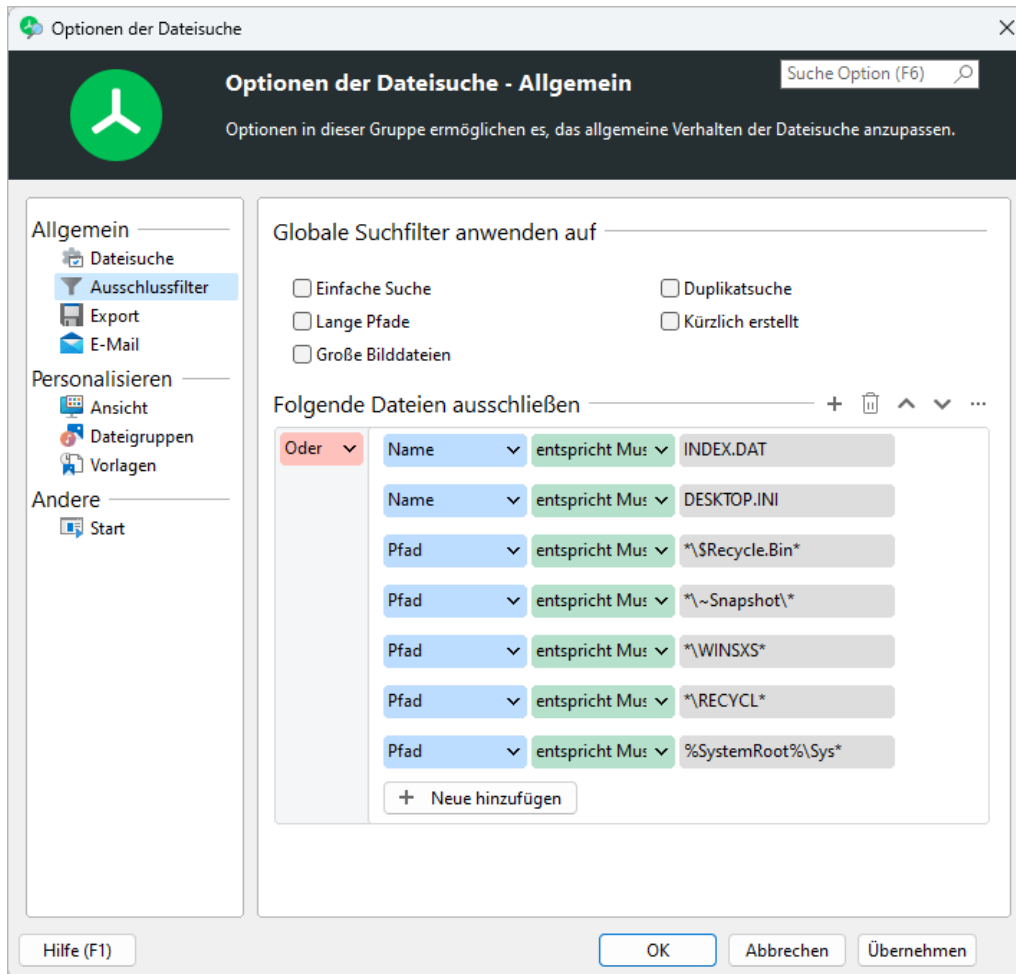 Optionen der Dateisuche
Optionen der Dateisuche - Allgemein
Suche Option (F6)
Optionen in dieser Gruppe ermöglichen es, das allgemeine Verhalten der Dateisuche anzupassen.
Allgemein
Dateisuche
Ausschlussfilter
Export
E-Mail
Personalisieren
Ansicht
Dateigruppen
Vorlagen
Andere
Start
Globale Suchfilter anwenden auf
Einfache Suche
Duplikatsuche
Lange Pfade
Kürzlich erstellt
Große Bilddateien
Folgende Dateien ausschließen
Oder
Name entspricht Mus INDEX.DAT
Name entspricht Mus DESKTOP.INI
Pfad entspricht Mus *\$Recycle.Bin*
Pfad entspricht Mus *\~Snapshot\*
Pfad entspricht Mus *\WINSXS*
Pfad entspricht Mus *\RECYCL*
Pfad entspricht Mus %SystemRoot%\Sys*
+ Neue hinzufügen
Hilfe (F1)
OK
Abbrechen
Übernehmen